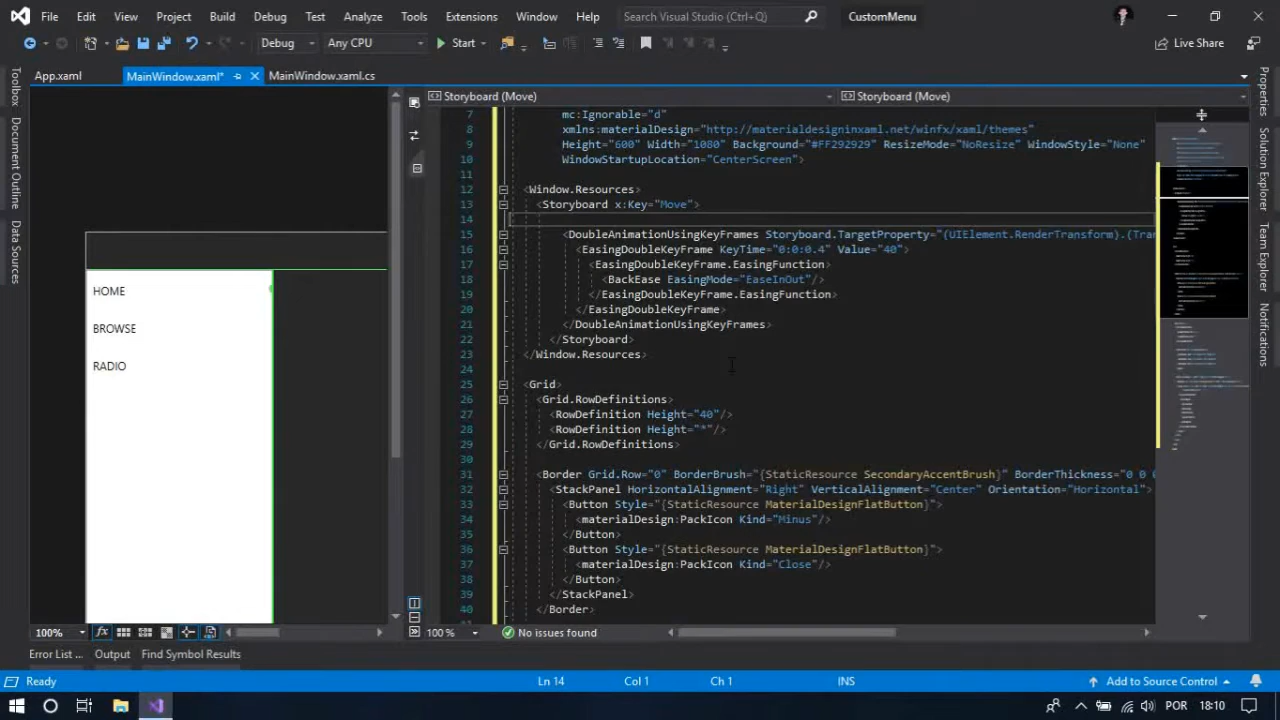 File Edit View Project Build Debug Test Analyze Tools Extensions Window Help Search Visual Studio (Ctrl+Q) CustomMenu
Debug Any CPU Start Live Share
App.xaml MainWindow.xaml* MainWindow.xaml.cs
Toolbox
Document Outline
Data Sources
Storyboard (Move) Storyboard (Move)
7 mc:Ignorable="d"
8 xmlns:materialDesign="http://materialdesigninxaml.net/winfx/xaml/themes"
9 Height="600" Width="1080" Background="#FF292929" ResizeMode="NoResize" WindowStyle="None"
10 WindowStartupLocation="CenterScreen">
11
12 <Window.Resources>
13 <Storyboard x:Key="Move">
14
15 <DoubleAnimationUsingKeyFrames Storyboard.TargetProperty="(UIElement.RenderTransform).(Tran
16 <EasingDoubleKeyFrame KeyTime="0:0:0.4" Value="40">
17 <EasingDoubleKeyFrame.EasingFunction>
18 <BackEase EasingMode="EaseInOut"/>
19 </EasingDoubleKeyFrame.EasingFunction>
20 </EasingDoubleKeyFrame>
21 </DoubleAnimationUsingKeyFrames>
22 </Storyboard>
23 </Window.Resources>
24
25 <Grid>
26 <Grid.RowDefinitions>
27 <RowDefinition Height="40"/>
28 <RowDefinition Height="*"/>
29 </Grid.RowDefinitions>
30
31 <Border Grid.Row="0" BorderBrush="{StaticResource SecondaryAccentBrush}" BorderThickness="0 0 0
32 <StackPanel HorizontalAlignment="Right" VerticalAlignment="Center" Orientation="Horizontal">
33 <Button Style="{StaticResource MaterialDesignFlatButton}">
34 <materialDesign:PackIcon Kind="Minus"/>
35 </Button>
36 <Button Style="{StaticResource MaterialDesignFlatButton}">
37 <materialDesign:PackIcon Kind="Close"/>
38 </Button>
39 </StackPanel>
40 </Border>
HOME
BROWSE
RADIO
Properties
Solution Explorer
Team Explorer
Notifications
100% fx 100 % No issues found
Error List ... Output Find Symbol Results
Ready Ln 14 Col 1 Ch 1 INS Add to Source Control
POR 18:10